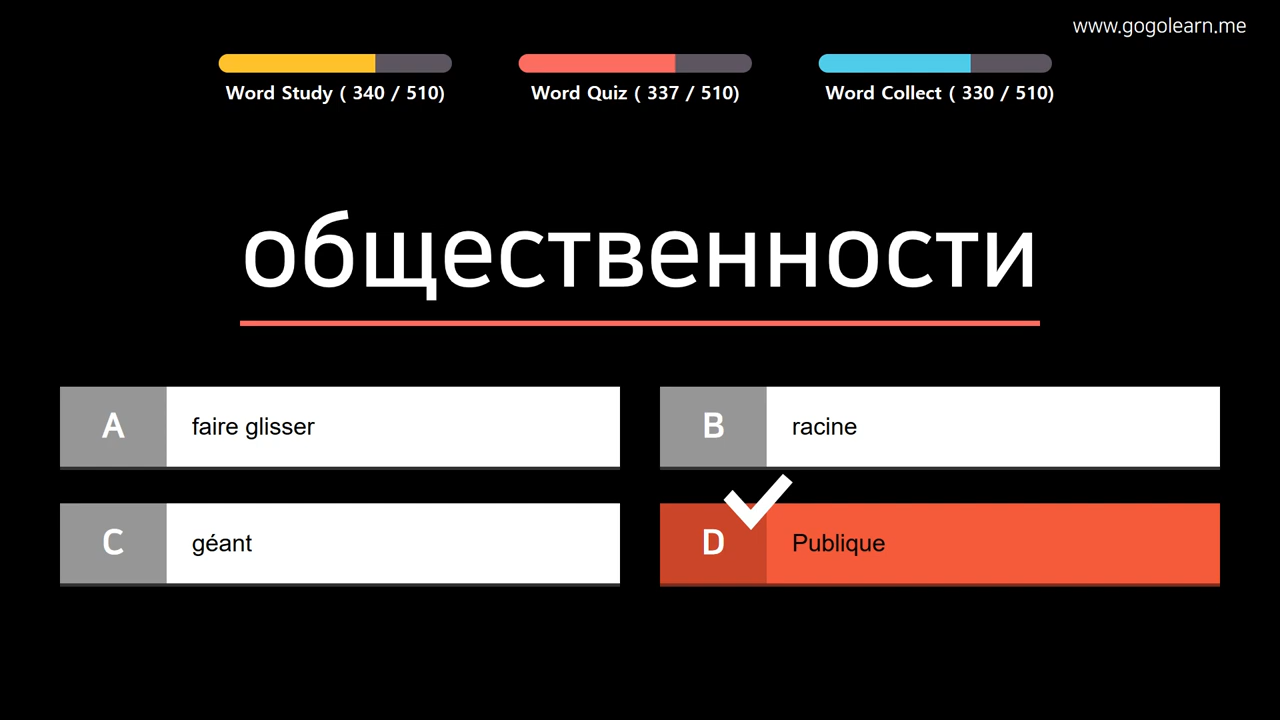 www.gogolearn.me
Word Study ( 340 / 510)
Word Quiz ( 337 / 510)
Word Collect ( 330 / 510)
общественности
A faire glisser
B racine
C géant
D Publique